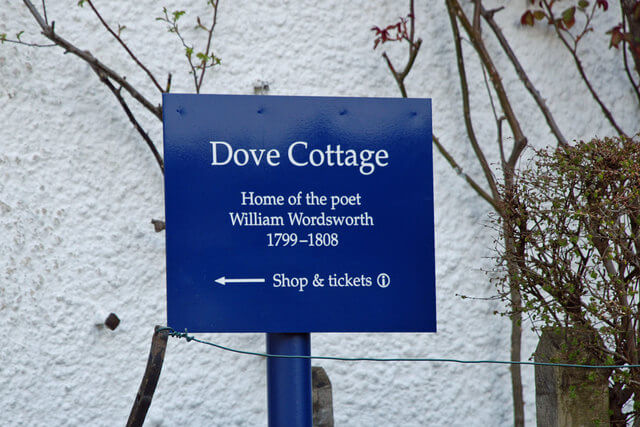 Dove Cottage
Home of the poet
William Wordsworth
1799–1808
← Shop & tickets ⓘ